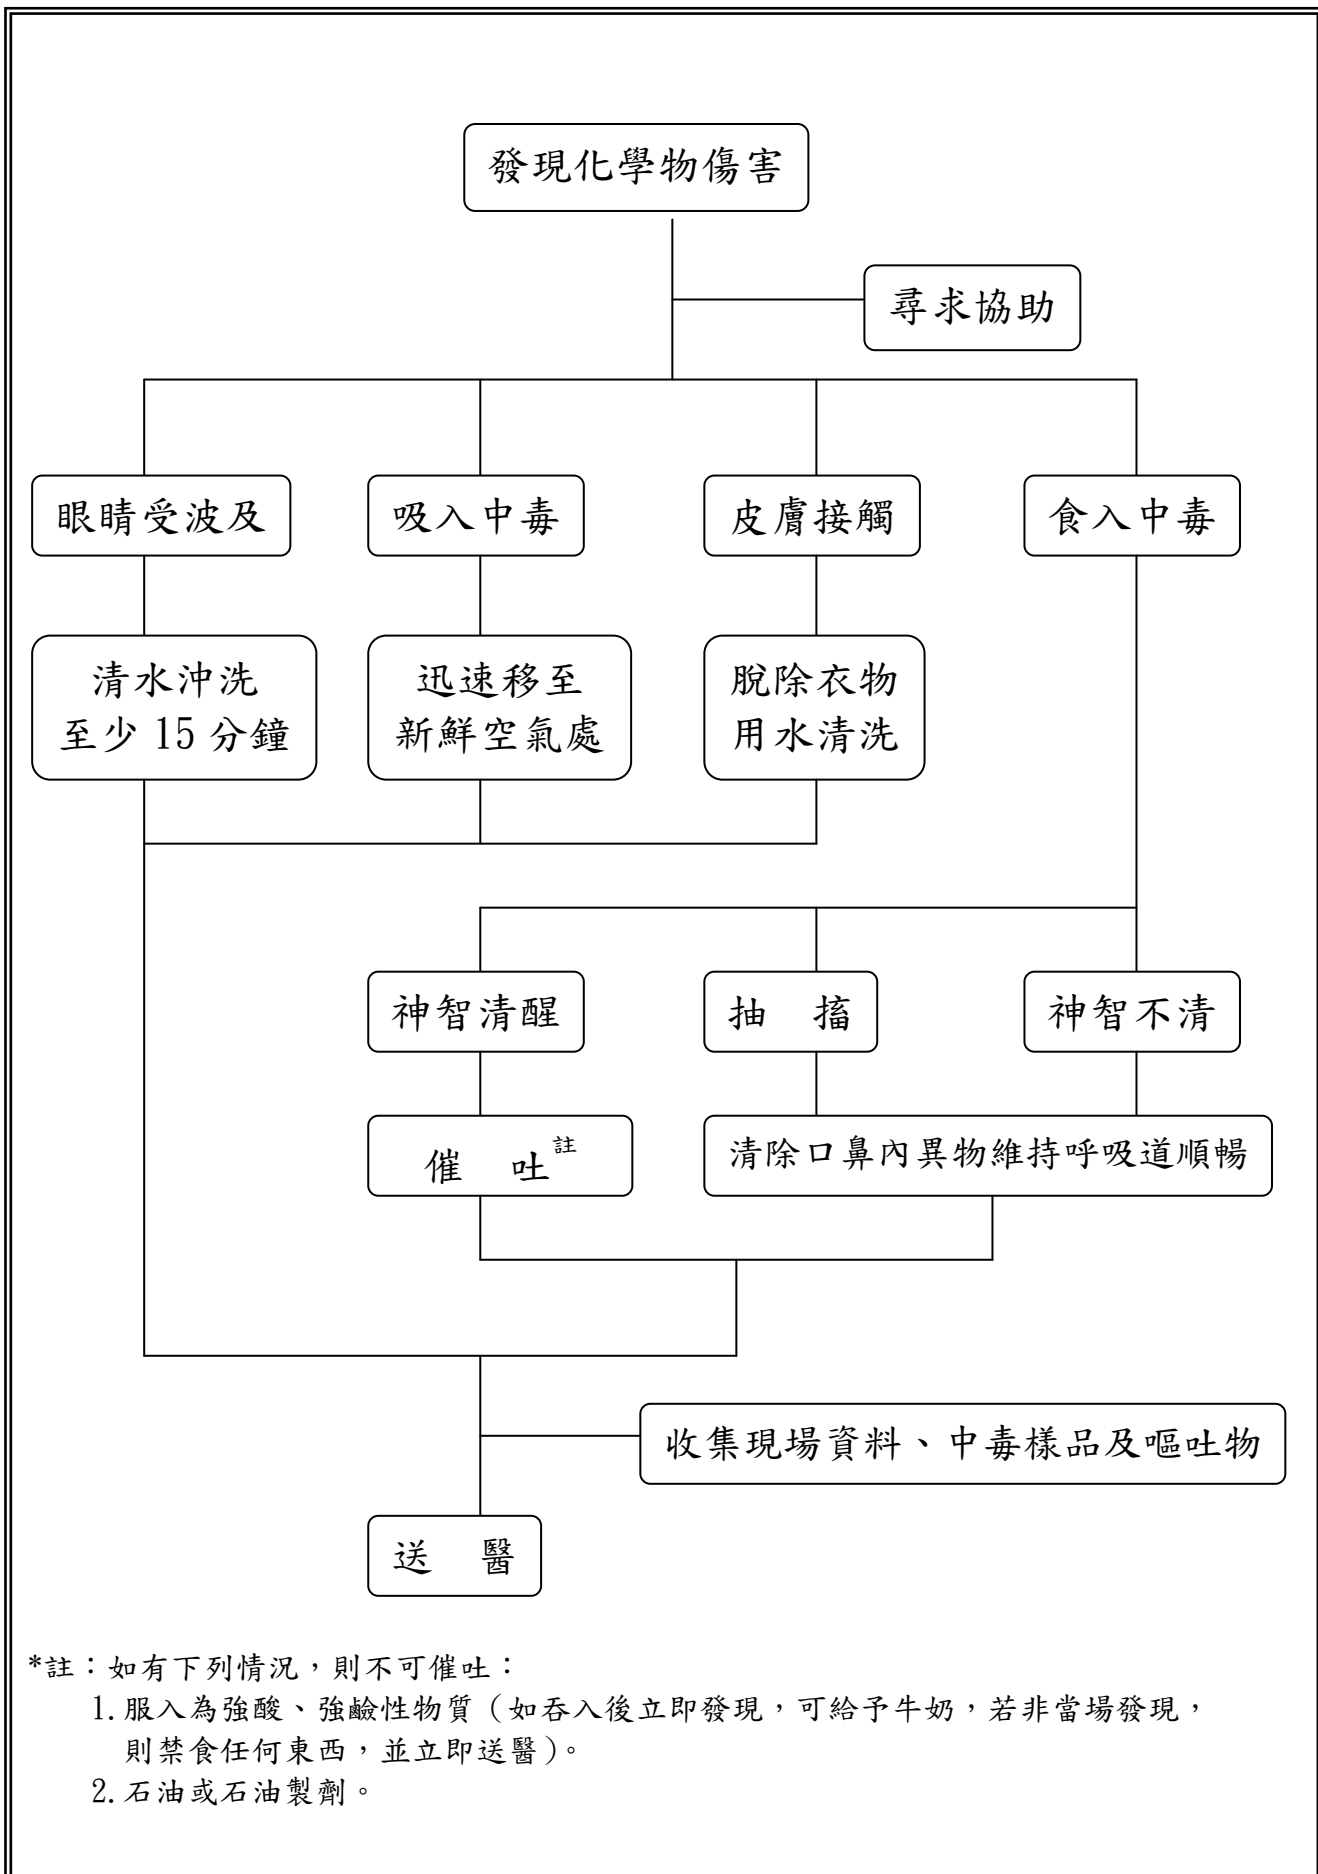 發現化學物傷害
尋求協助
眼睛受波及
吸入中毒
皮膚接觸
食入中毒
清水沖洗
至少 15 分鐘
迅速移至
新鮮空氣處
脫除衣物
用水清洗
神智清醒
抽　搐
神智不清
催　吐註
清除口鼻內異物維持呼吸道順暢
收集現場資料、中毒樣品及嘔吐物
送　醫
*註：如有下列情況，則不可催吐：
1.服入為強酸、強鹼性物質（如吞入後立即發現，可給予牛奶，若非當場發現，
則禁食任何東西，並立即送醫）。
2.石油或石油製劑。